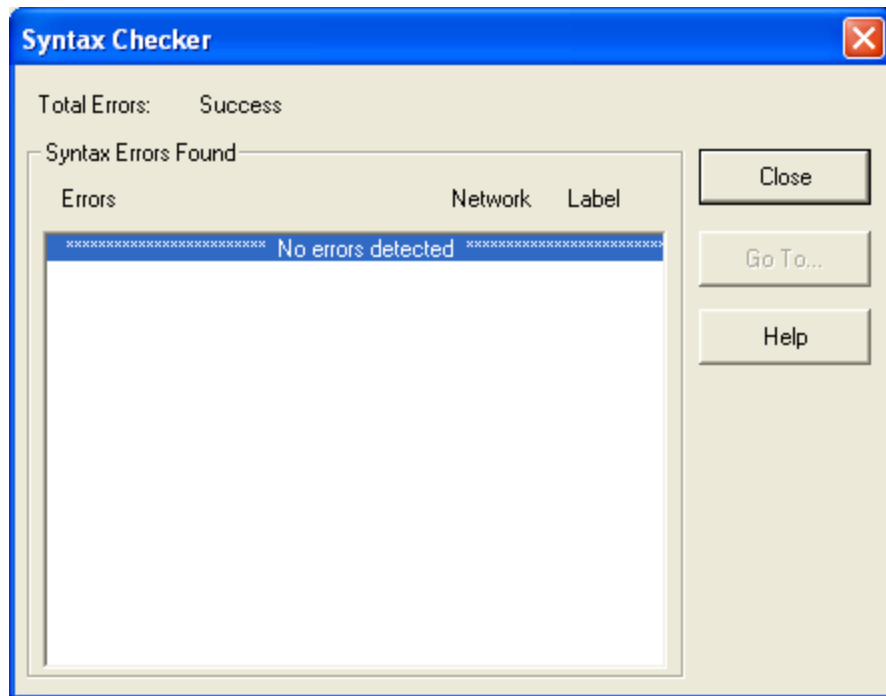 Syntax Checker
Total Errors: Success
Syntax Errors Found
Errors Network Label
************************* No errors detected *************************
Close
Go To...
Help